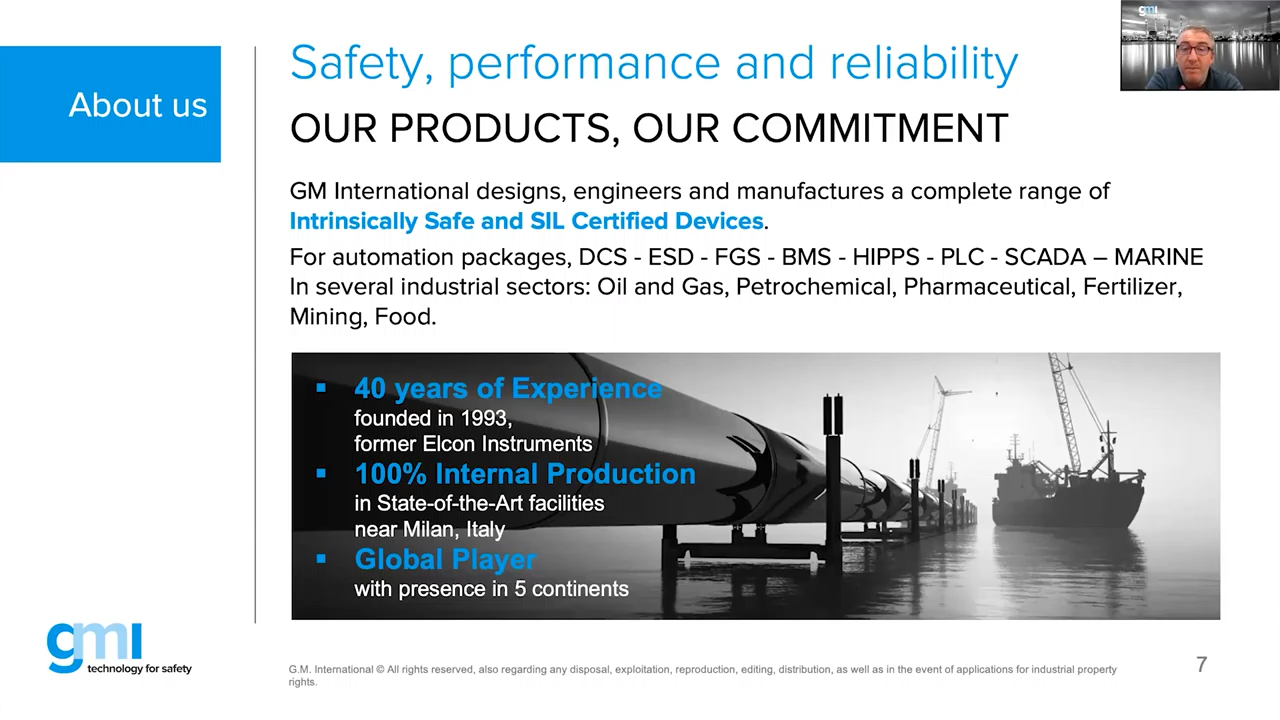 About us
Safety, performance and reliability
OUR PRODUCTS, OUR COMMITMENT
GM International designs, engineers and manufactures a complete range of
Intrinsically Safe and SIL Certified Devices.
For automation packages, DCS - ESD - FGS - BMS - HIPPS - PLC - SCADA – MARINE
In several industrial sectors: Oil and Gas, Petrochemical, Pharmaceutical, Fertilizer,
Mining, Food.
▪ 40 years of Experience
founded in 1993,
former Elcon Instruments
▪ 100% Internal Production
in State-of-the-Art facilities
near Milan, Italy
▪ Global Player
with presence in 5 continents
gmi
technology for safety
G.M. International © All rights reserved, also regarding any disposal, exploitation, reproduction, editing, distribution, as well as in the event of applications for industrial property
rights.
7
gmi